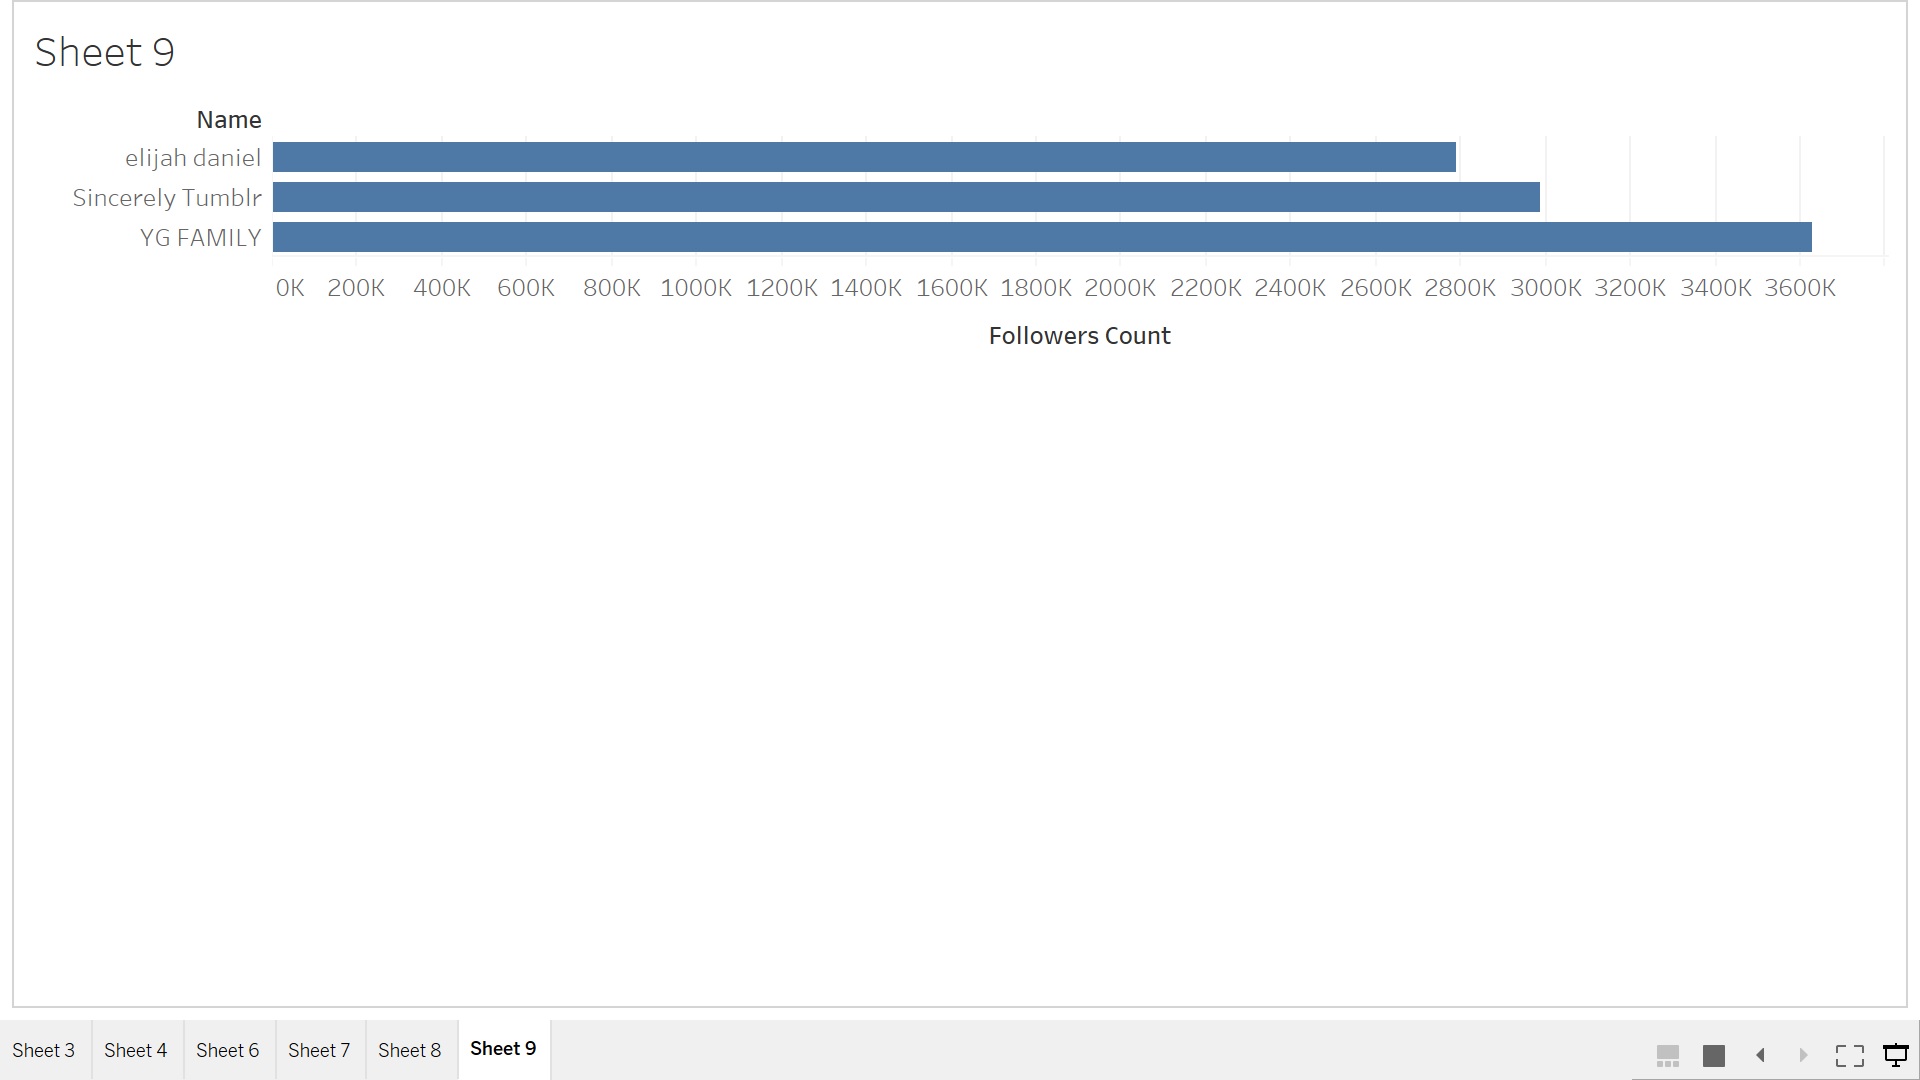 Sheet 9
Name
elijah daniel
Sincerely Tumblr
YG FAMILY
0K 200K 400K 600K 800K 1000K 1200K 1400K 1600K 1800K 2000K 2200K 2400K 2600K 2800K 3000K 3200K 3400K 3600K
Followers Count
Sheet 3 Sheet 4 Sheet 6 Sheet 7 Sheet 8 Sheet 9